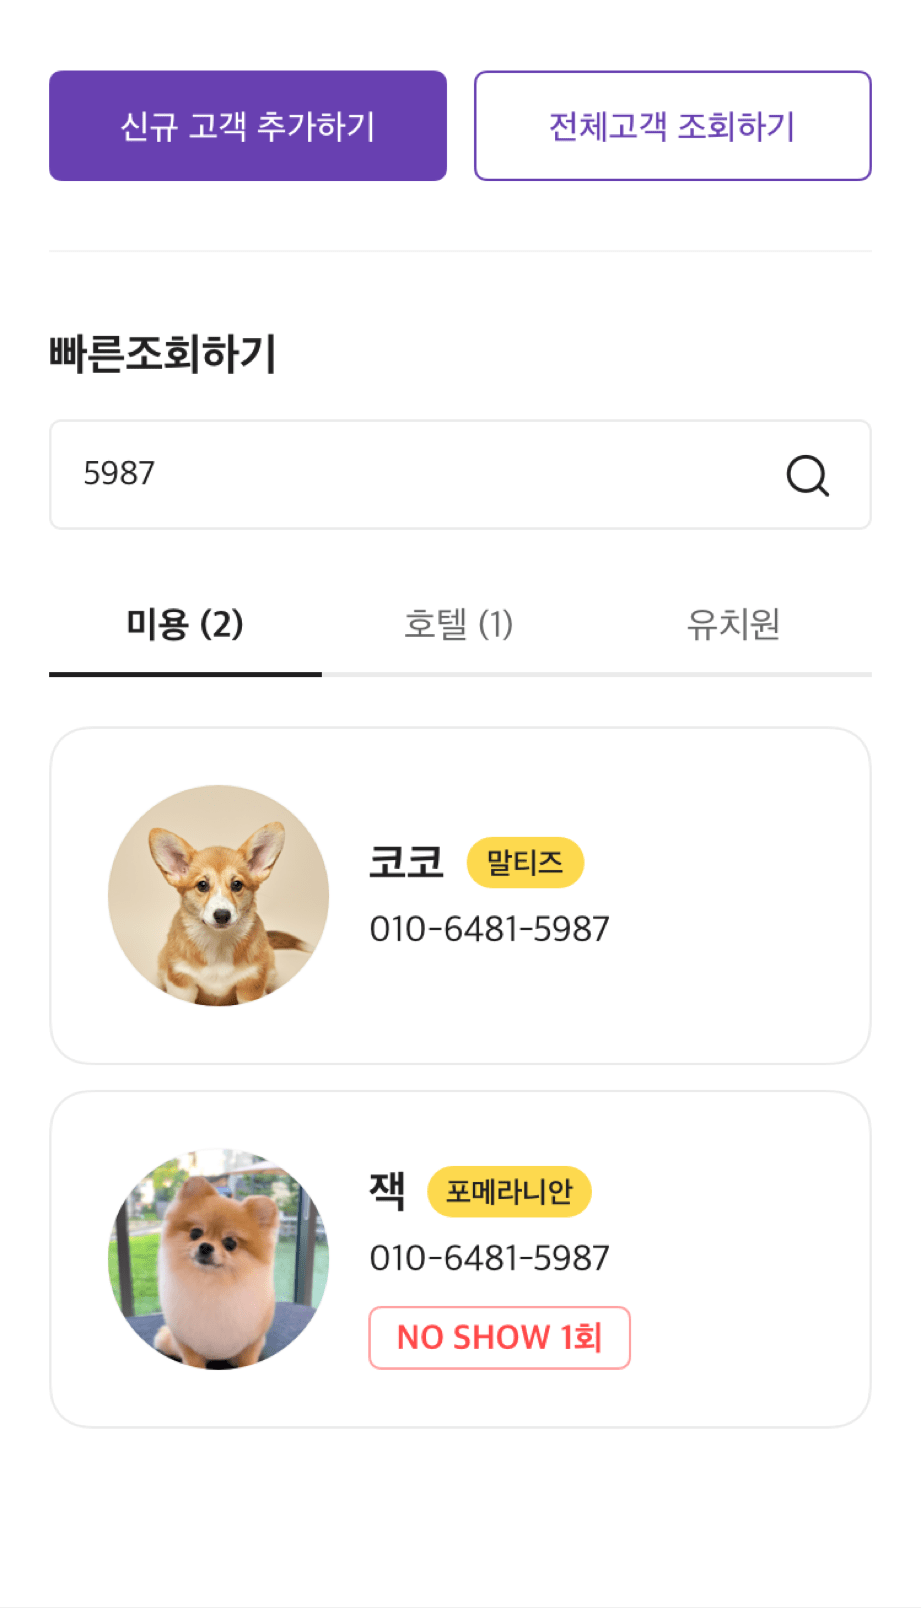 신규 고객 추가하기
전체고객 조회하기
빠른조회하기
5987
미용 (2)
호텔 (1)
유치원
코코 말티즈
010-6481-5987
잭 포메라니안
010-6481-5987
NO SHOW 1회